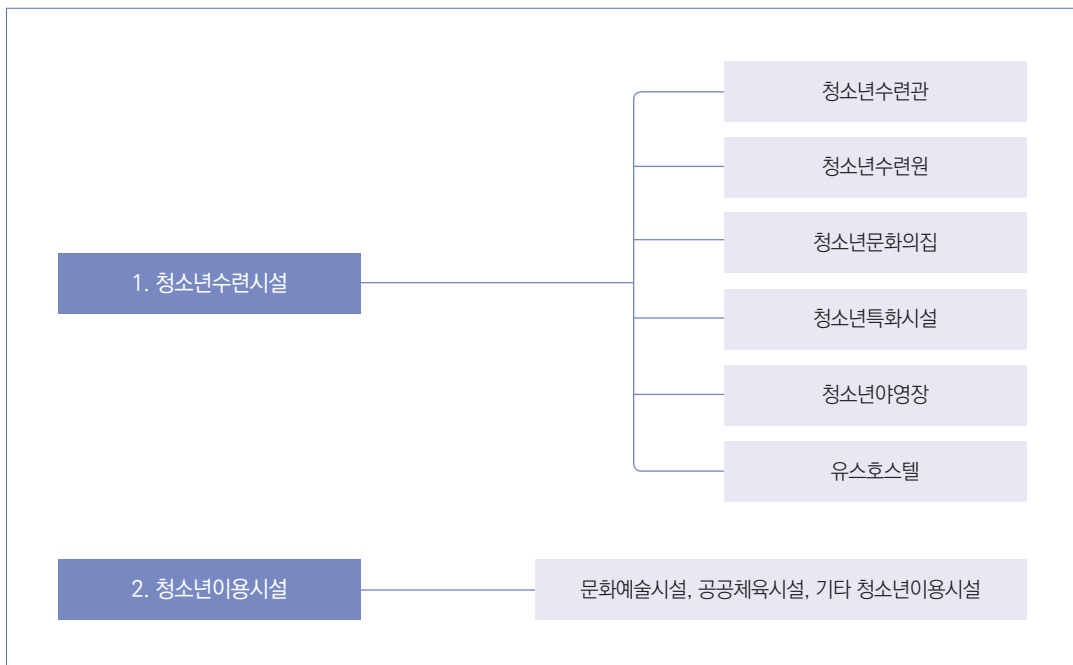 청소년수련관
청소년수련원
청소년문화의집
1. 청소년수련시설
청소년특화시설
청소년야영장
유스호스텔
2. 청소년이용시설
문화예술시설, 공공체육시설, 기타 청소년이용시설